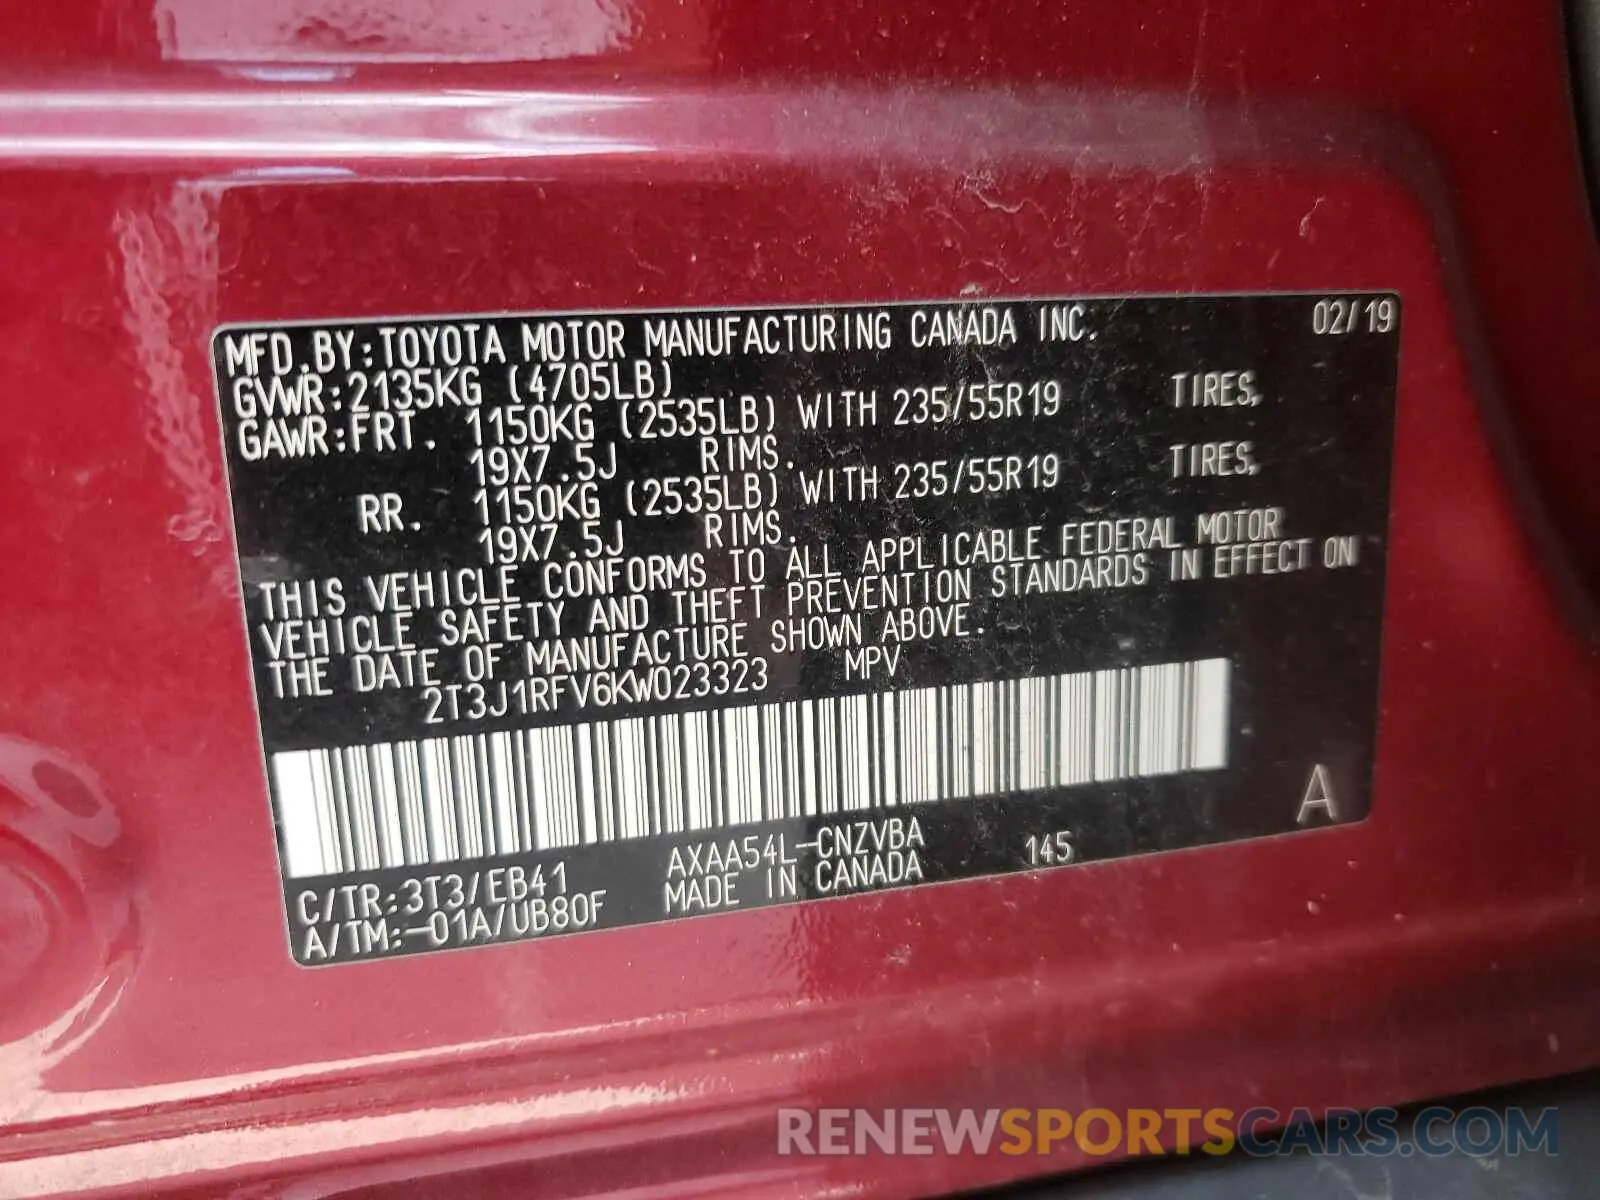 MFD.BY:TOYOTA MOTOR MANUFACTURING CANADA INC. 02/19
GVWR:2135KG (4705LB)
GAWR:FRT. 1150KG (2535LB) WITH 235/55R19 TIRES,
19X7.5J RIMS.
RR. 1150KG (2535LB) WITH 235/55R19 TIRES,
19X7.5J RIMS.
THIS VEHICLE CONFORMS TO ALL APPLICABLE FEDERAL MOTOR
VEHICLE SAFETY AND THEFT PREVENTION STANDARDS IN EFFECT ON
THE DATE OF MANUFACTURE SHOWN ABOVE.
2T3J1RFV6KW023323 MPV
A
C/TR:3T3/EB41 AXAA54L-CNZVBA 145
A/TM:-01A/UB80F MADE IN CANADA
RENEWSPORTSCARS.COM